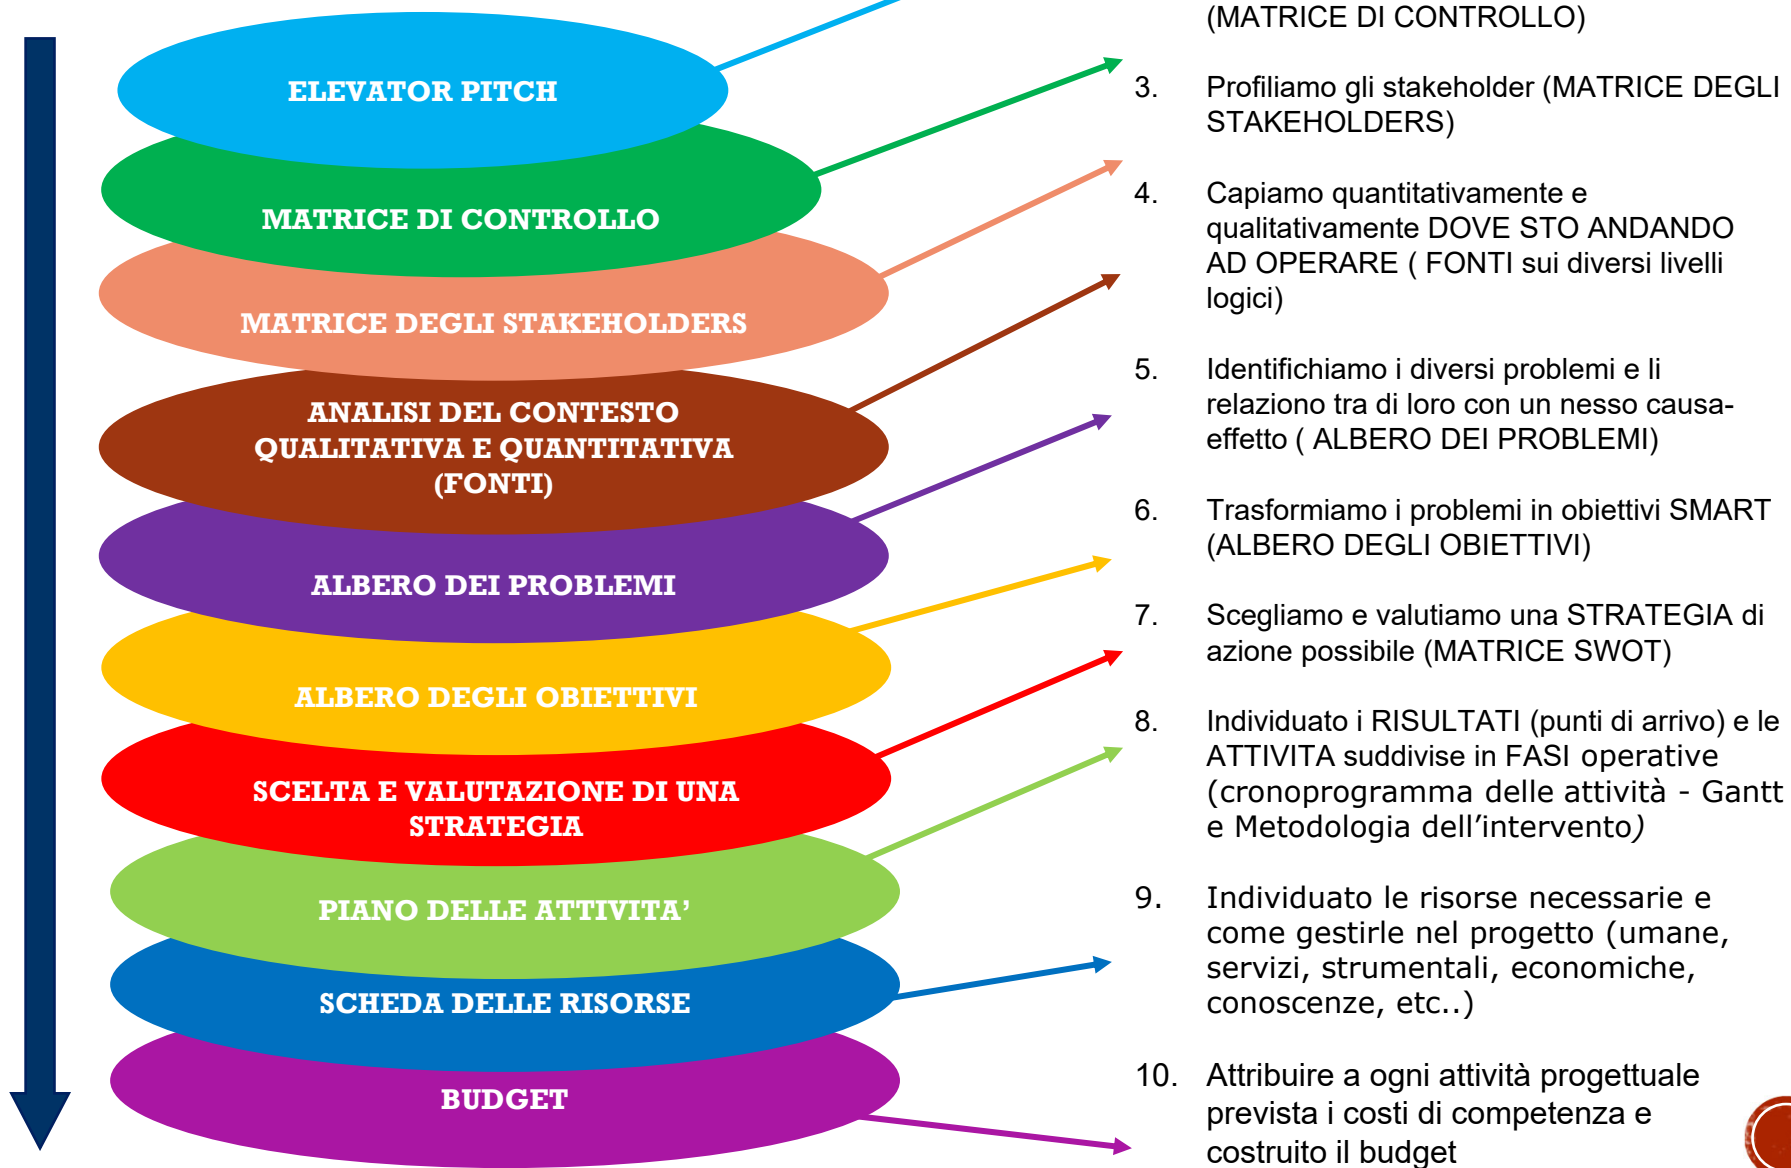 ELEVATOR PITCH
MATRICE DI CONTROLLO
MATRICE DEGLI STAKEHOLDERS
ANALISI DEL CONTESTO
QUALITATIVA E QUANTITATIVA
(FONTI)
ALBERO DEI PROBLEMI
ALBERO DEGLI OBIETTIVI
SCELTA E VALUTAZIONE DI UNA
STRATEGIA
PIANO DELLE ATTIVITA’
SCHEDA DELLE RISORSE
BUDGET
(MATRICE DI CONTROLLO)
3. Profiliamo gli stakeholder (MATRICE DEGLI
STAKEHOLDERS)
4. Capiamo quantitativamente e
qualitativamente DOVE STO ANDANDO
AD OPERARE ( FONTI sui diversi livelli
logici)
5. Identifichiamo i diversi problemi e li
relaziono tra di loro con un nesso causa-
effetto ( ALBERO DEI PROBLEMI)
6. Trasformiamo i problemi in obiettivi SMART
(ALBERO DEGLI OBIETTIVI)
7. Scegliamo e valutiamo una STRATEGIA di
azione possibile (MATRICE SWOT)
8. Individuato i RISULTATI (punti di arrivo) e le
ATTIVITA suddivise in FASI operative
(cronoprogramma delle attività - Gantt
e Metodologia dell’intervento)
9. Individuato le risorse necessarie e
come gestirle nel progetto (umane,
servizi, strumentali, economiche,
conoscenze, etc..)
10. Attribuire a ogni attività progettuale
prevista i costi di competenza e
costruito il budget